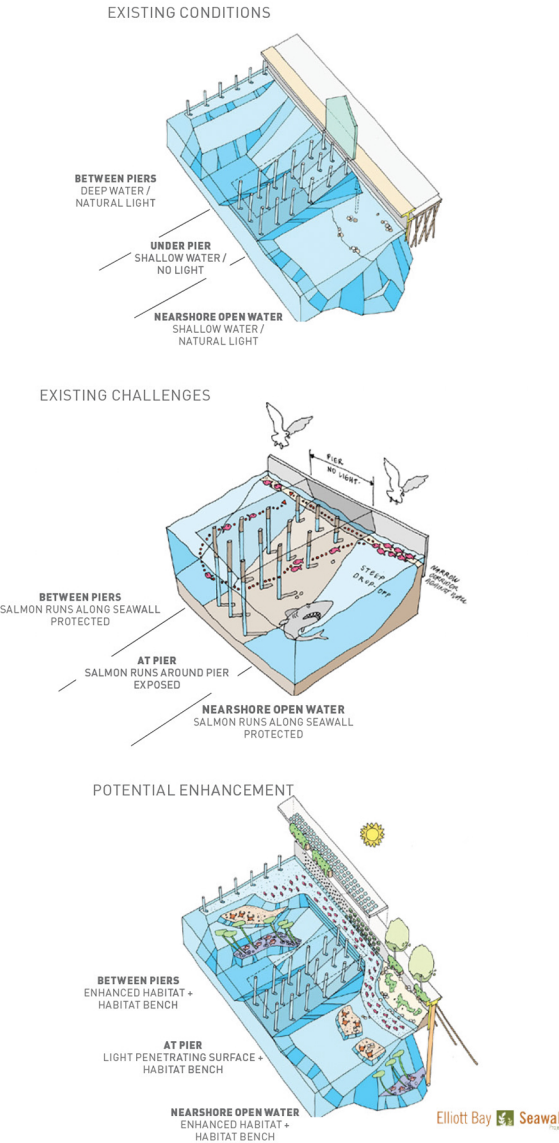 EXISTING CONDITIONS
BETWEEN PIERS
DEEP WATER /
NATURAL LIGHT
UNDER PIER
SHALLOW WATER /
NO LIGHT
NEARSHORE OPEN WATER
SHALLOW WATER /
NATURAL LIGHT
EXISTING CHALLENGES
PIER
NO LIGHT
STEEP
DROP-OFF
NARROW
CORRIDOR
AGAINST WALL
BETWEEN PIERS
SALMON RUNS ALONG SEAWALL
PROTECTED
AT PIER
SALMON RUNS AROUND PIER
EXPOSED
NEARSHORE OPEN WATER
SALMON RUNS ALONG SEAWALL
PROTECTED
POTENTIAL ENHANCEMENT
BETWEEN PIERS
ENHANCED HABITAT +
HABITAT BENCH
AT PIER
LIGHT PENETRATING SURFACE +
HABITAT BENCH
NEARSHORE OPEN WATER
ENHANCED HABITAT +
HABITAT BENCH
Elliott Bay Seawa